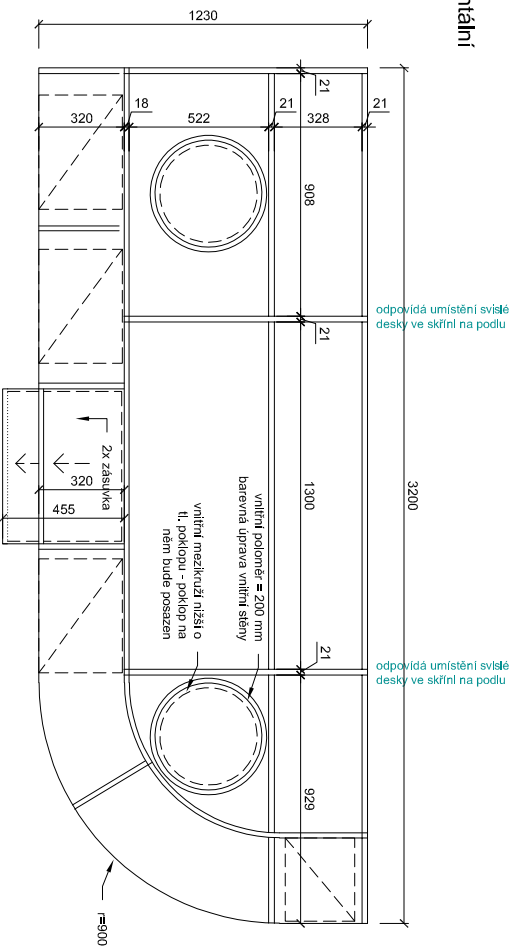 ntální
1230
320
18
522
21
328
21
21
908
21
1300
21
929
3200
odpovídá umístění svislé
desky ve skříni na podlu
odpovídá umístění svislé
desky ve skříni na podlu
2x zásuvka
320
455
vnitřní poloměr = 200 mm
barevná úprava vnitřní stěny
vnitřní mezikruží nižší o
tl. poklopu - poklop na
něm bude posazen
r=900